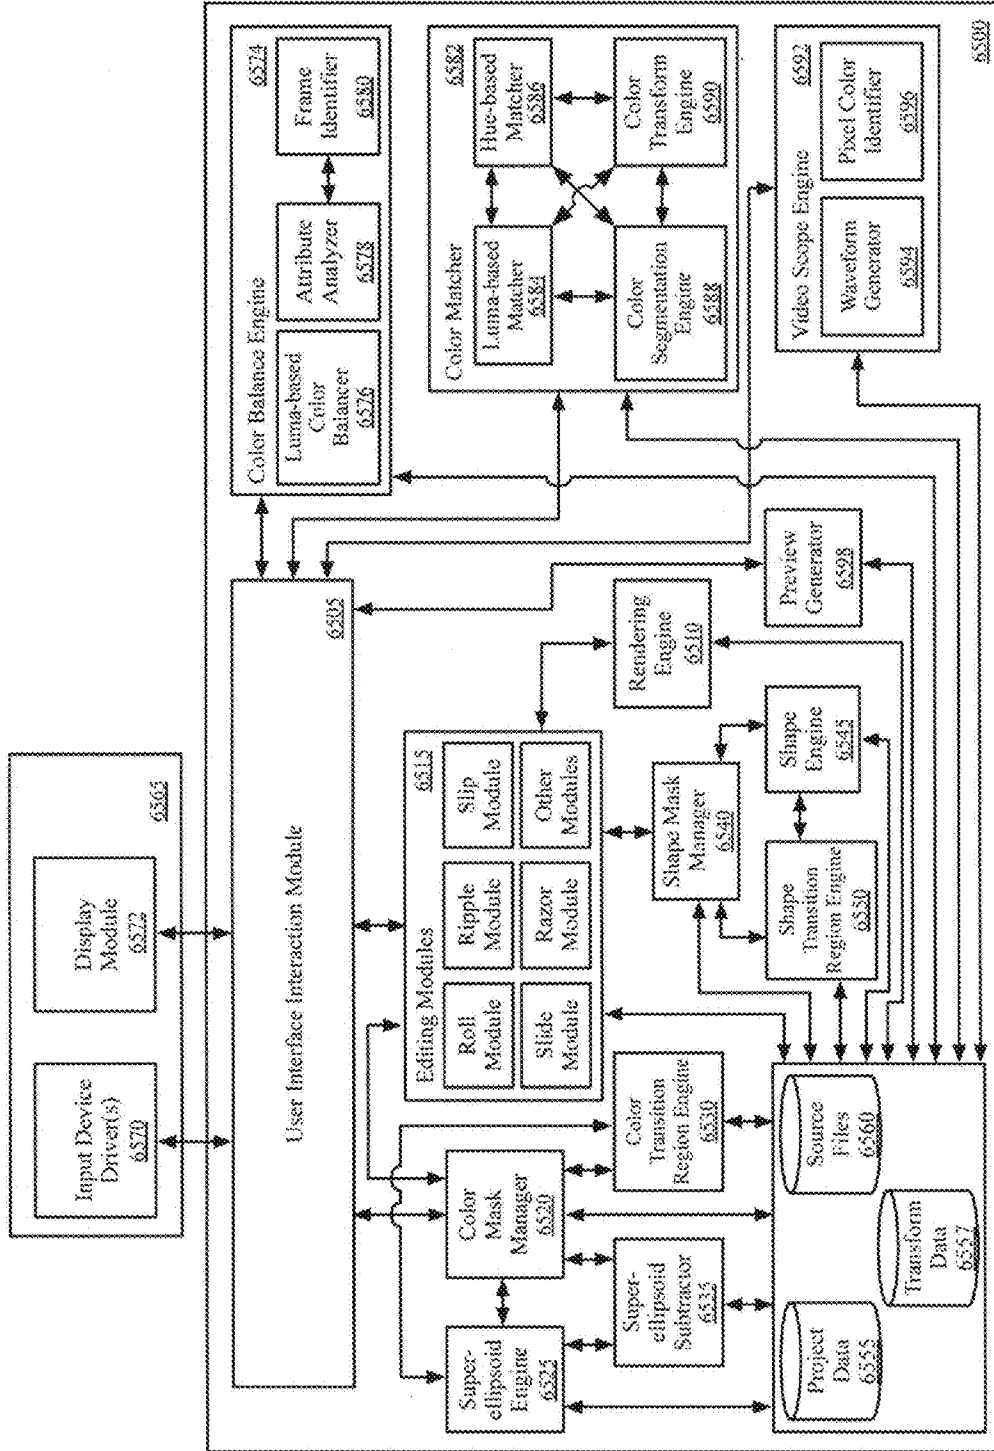 Input Device
Driver(s)
6570
Display
Module
6572
6565
User Interface Interaction Module
6505
Color Balance Engine
6574
Luma-based
Color
Balancer
6576
Attribute
Analyzer
6578
Frame
Identifier
6580
Color Matcher
6582
Luma-based
Matcher
6584
Hue-based
Matcher
6586
Color
Segmentation
Engine
6588
Color
Transform
Engine
6590
Video Scope Engine
6592
Waveform
Generator
6594
Pixel Color
Identifier
6596
6500
Editing Modules
6515
Roll
Module
Ripple
Module
Slip
Module
Slide
Module
Razor
Module
Other
Modules
Rendering
Engine
6510
Preview
Generator
6598
Super-
ellipsoid
Engine
6525
Color
Mask
Manager
6520
Super-
ellipsoid
Subtractor
6535
Color
Transition
Region Engine
6530
Shape Mask
Manager
6540
Shape
Transition
Region Engine
6550
Shape
Engine
6545
Project
Data
6555
Transform
Data
6557
Source
Files
6560